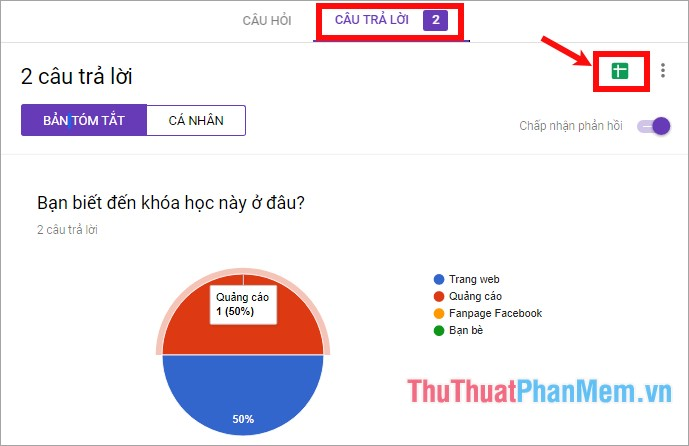 CÂU HỎI
CÂU TRẢ LỜI 2
2 câu trả lời
BẢN TÓM TẮT
CÁ NHÂN
Chấp nhận phản hồi
Bạn biết đến khóa học này ở đâu?
2 câu trả lời
Quảng cáo
1 (50%)
50%
Trang web
Quảng cáo
Fanpage Facebook
Bạn bè
ThuThuatPhanMem.vn